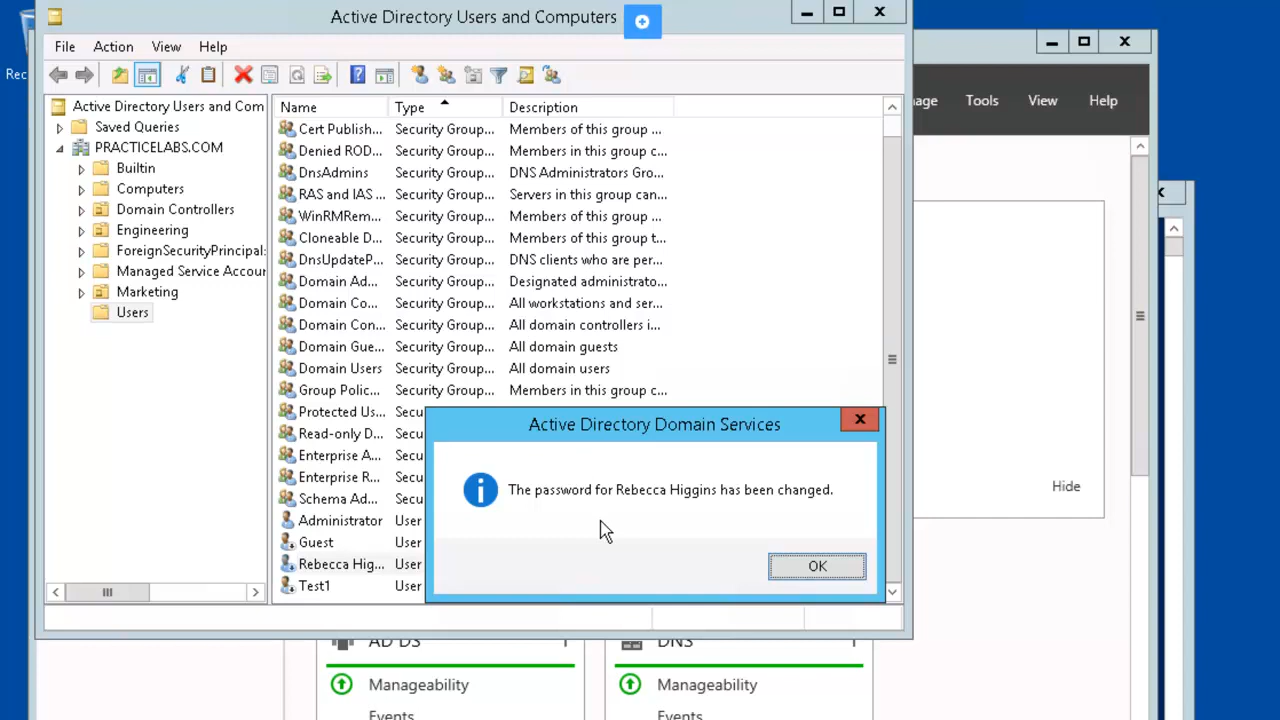 Active Directory Users and Computers
File Action View Help
Active Directory Users and Com
Saved Queries
PRACTICELABS.COM
Builtin
Computers
Domain Controllers
Engineering
ForeignSecurityPrincipal:
Managed Service Accour
Marketing
Users
Name Type Description
Cert Publish... Security Group... Members of this group ...
Denied ROD... Security Group... Members in this group c...
DnsAdmins Security Group... DNS Administrators Gro...
RAS and IAS ... Security Group... Servers in this group can...
WinRMRem... Security Group... Members of this group ...
Cloneable D... Security Group... Members of this group t...
DnsUpdateP... Security Group... DNS clients who are per...
Domain Ad... Security Group... Designated administrato...
Domain Co... Security Group... All workstations and ser...
Domain Con... Security Group... All domain controllers i...
Domain Gue... Security Group... All domain guests
Domain Users Security Group... All domain users
Group Polic... Security Group... Members in this group c...
Protected Us... Secu
Read-only D... Secu
Enterprise A... Secu
Enterprise R... Secu
Schema Ad... Secu
Administrator User
Guest User
Rebecca Hig... User
Test1 User
Active Directory Domain Services
The password for Rebecca Higgins has been changed.
OK
Rec
nage Tools View Help
Hide
AD DS 1
Manageability
Events
DNS 1
Manageability
Events